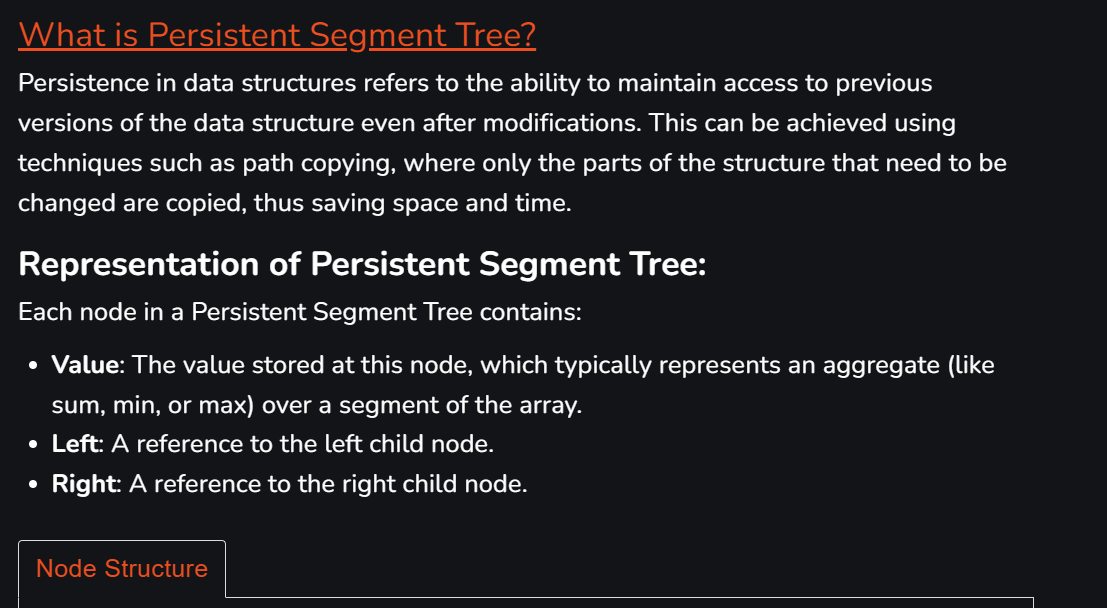 What is Persistent Segment Tree?
Persistence in data structures refers to the ability to maintain access to previous
versions of the data structure even after modifications. This can be achieved using
techniques such as path copying, where only the parts of the structure that need to be
changed are copied, thus saving space and time.
Representation of Persistent Segment Tree:
Each node in a Persistent Segment Tree contains:
• Value: The value stored at this node, which typically represents an aggregate (like
sum, min, or max) over a segment of the array.
• Left: A reference to the left child node.
• Right: A reference to the right child node.
Node Structure